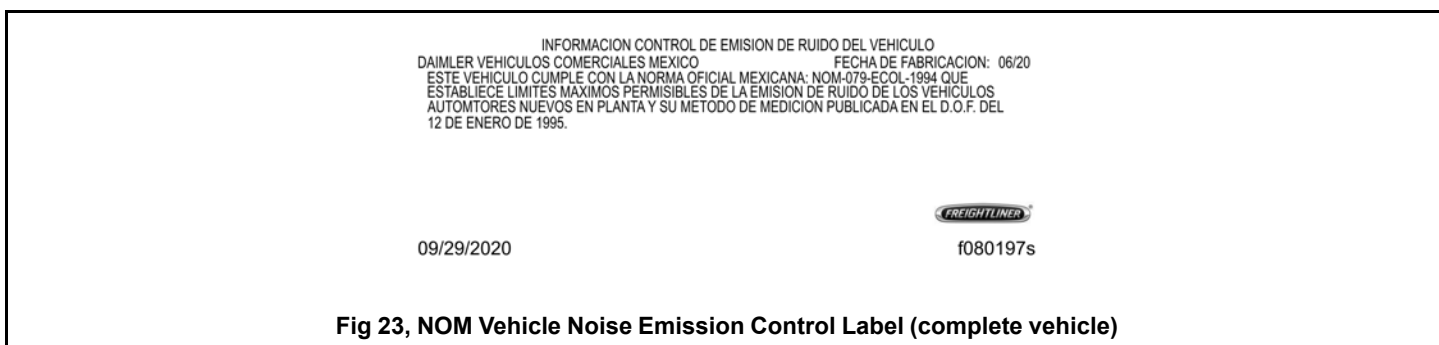 INFORMACION CONTROL DE EMISION DE RUIDO DEL VEHICULO
DAIMLER VEHICULOS COMERCIALES MEXICO FECHA DE FABRICACION: 06/20
ESTE VEHICULO CUMPLE CON LA NORMA OFICIAL MEXICANA: NOM-079-ECOL-1994 QUE
ESTABLIECE LIMITES MAXIMOS PERMISIBLES DE LA EMISION DE RUIDO DE LOS VEHICULOS
AUTOMTORES NUEVOS EN PLANTA Y SU METODO DE MEDICION PUBLICADA EN EL D.O.F. DEL
12 DE ENERO DE 1995.
FREIGHTLINER
09/29/2020 f080197s
Fig 23, NOM Vehicle Noise Emission Control Label (complete vehicle)